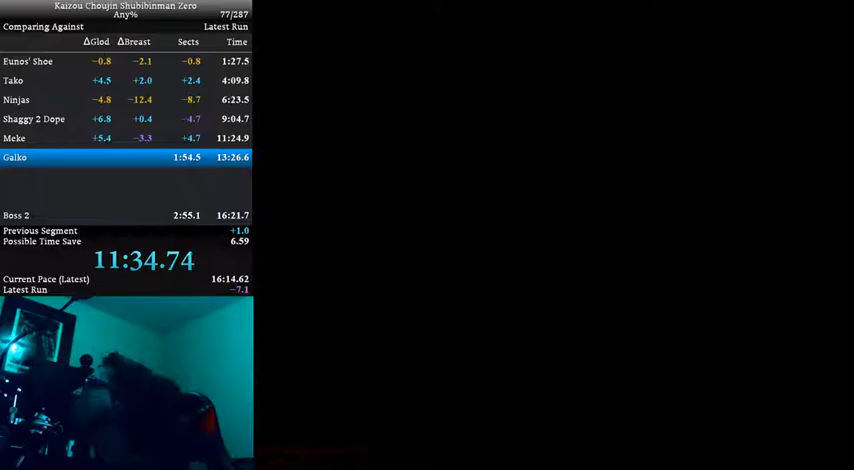 Kaizou Choujin Shubibinman Zero
Any% 77/287
Comparing Against Latest Run
ΔGlod ΔBreast Sects Time
Eunos' Shoe −0.8 −2.1 −0.8 1:27.5
Tako +4.5 +2.0 +2.4 4:09.8
Ninjas −4.8 −12.4 −8.7 6:23.5
Shaggy 2 Dope +6.8 +0.4 −4.7 9:04.7
Meke +5.4 −3.3 +4.7 11:24.9
Galko 1:54.5 13:26.6
Boss 2 2:55.1 16:21.7
Previous Segment +1.0
Possible Time Save 6.59
11:34.74
Current Pace (Latest) 16:14.62
Latest Run −7.1